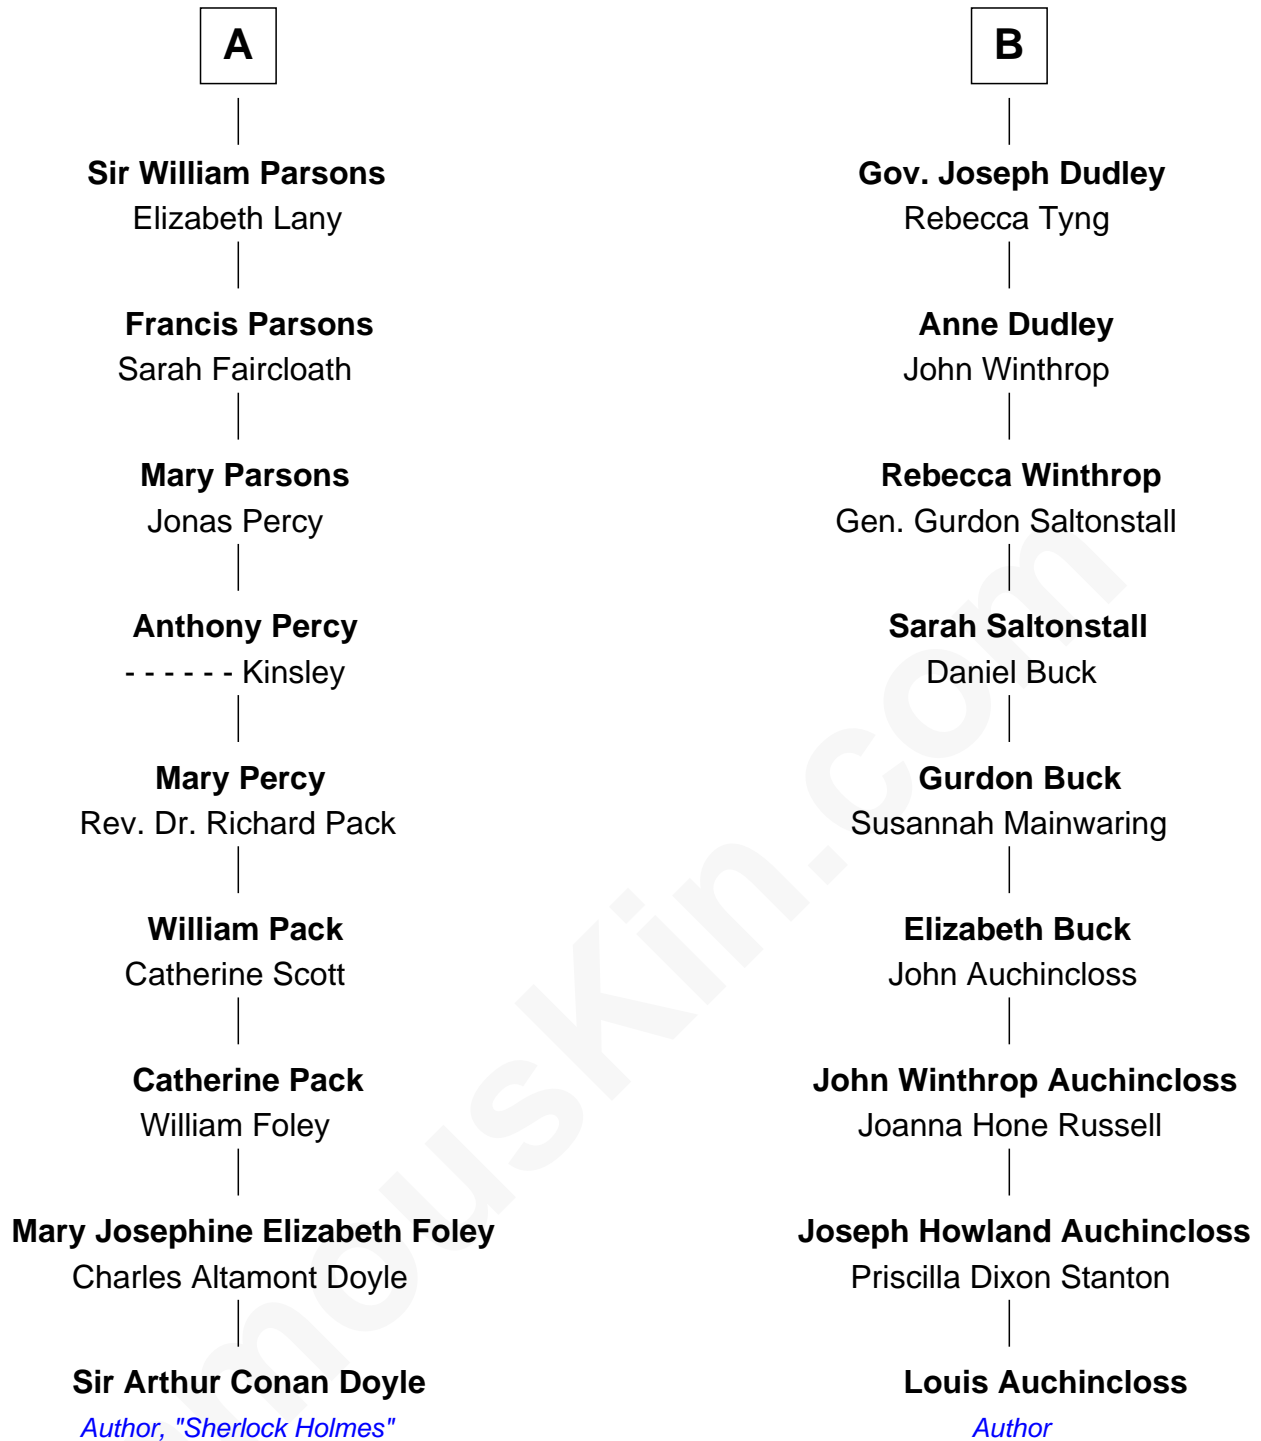 A
Sir William Parsons
Elizabeth Lany
Francis Parsons
Sarah Faircloath
Mary Parsons
Jonas Percy
Anthony Percy
- - - - - - Kinsley
Mary Percy
Rev. Dr. Richard Pack
William Pack
Catherine Scott
Catherine Pack
William Foley
Mary Josephine Elizabeth Foley
Charles Altamont Doyle
Sir Arthur Conan Doyle
Author, "Sherlock Holmes"
B
Gov. Joseph Dudley
Rebecca Tyng
Anne Dudley
John Winthrop
Rebecca Winthrop
Gen. Gurdon Saltonstall
Sarah Saltonstall
Daniel Buck
Gurdon Buck
Susannah Mainwaring
Elizabeth Buck
John Auchincloss
John Winthrop Auchincloss
Joanna Hone Russell
Joseph Howland Auchincloss
Priscilla Dixon Stanton
Louis Auchincloss
Author
mousKin.com